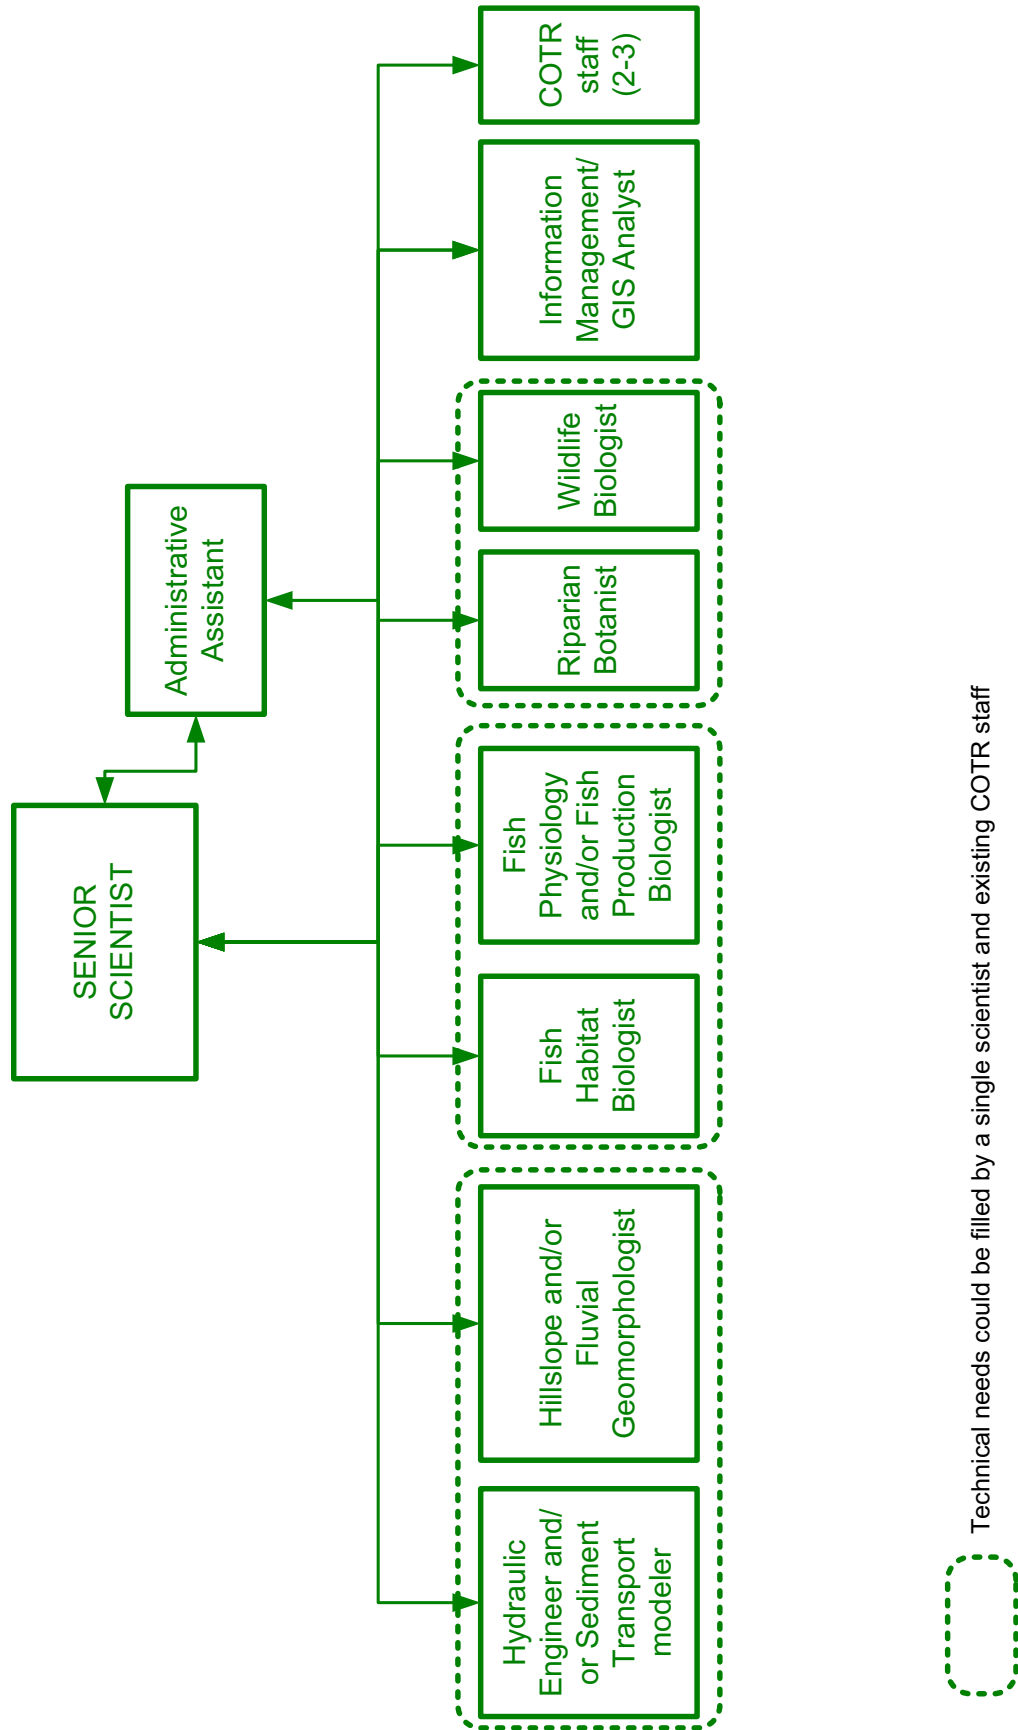 SENIOR
SCIENTIST
Administrative
Assistant
Hydraulic
Engineer and/
or Sediment
Transport
modeler
Hillslope and/or
Fluvial
Geomorphologist
Fish
Habitat
Biologist
Fish
Physiology
and/or Fish
Production
Biologist
Riparian
Botanist
Wildlife
Biologist
Information
Management/
GIS Analyst
COTR
staff
(2-3)
Technical needs could be filled by a single scientist and existing COTR staff